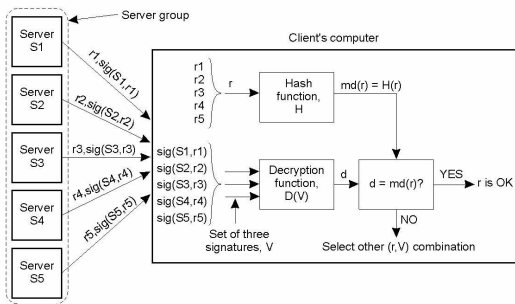 Server group
Server
S1
Server
S2
Server
S3
Server
S4
Server
S5
r1,sig(S1,r1)
r2,sig(S2,r2)
r3,sig(S3,r3)
r4,sig(S4,r4)
r5,sig(S5,r5)
Client's computer
r1
r2
r3
r4
r5
r
Hash
function,
H
md(r) = H(r)
sig(S1,r1)
sig(S2,r2)
sig(S3,r3)
sig(S4,r4)
sig(S5,r5)
Set of three
signatures, V
Decryption
function,
D(V)
d
d = md(r)?
YES
r is OK
NO
Select other (r,V) combination